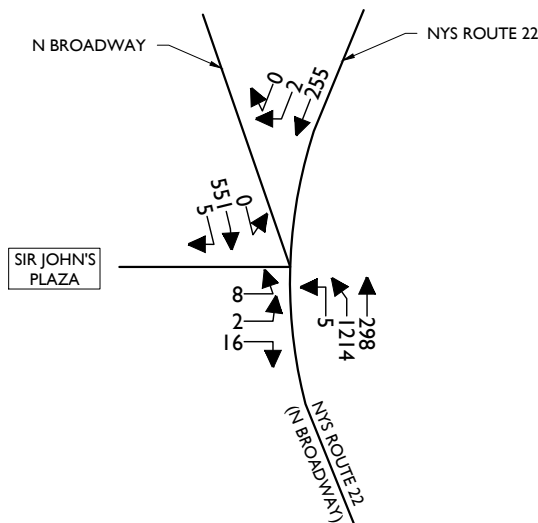 N BROADWAY
NYS ROUTE 22
0
2
255
0
551
5
SIR JOHN'S
PLAZA
8
2
16
5
1214
298
NYS ROUTE 22
(N BROADWAY)